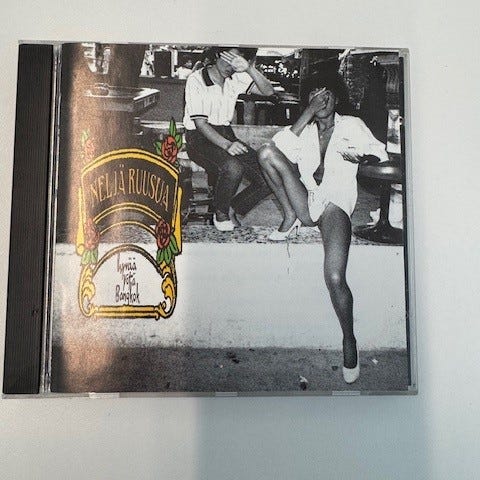 NELJÄ RUUSUA
hyvää
yötä
Bangkok